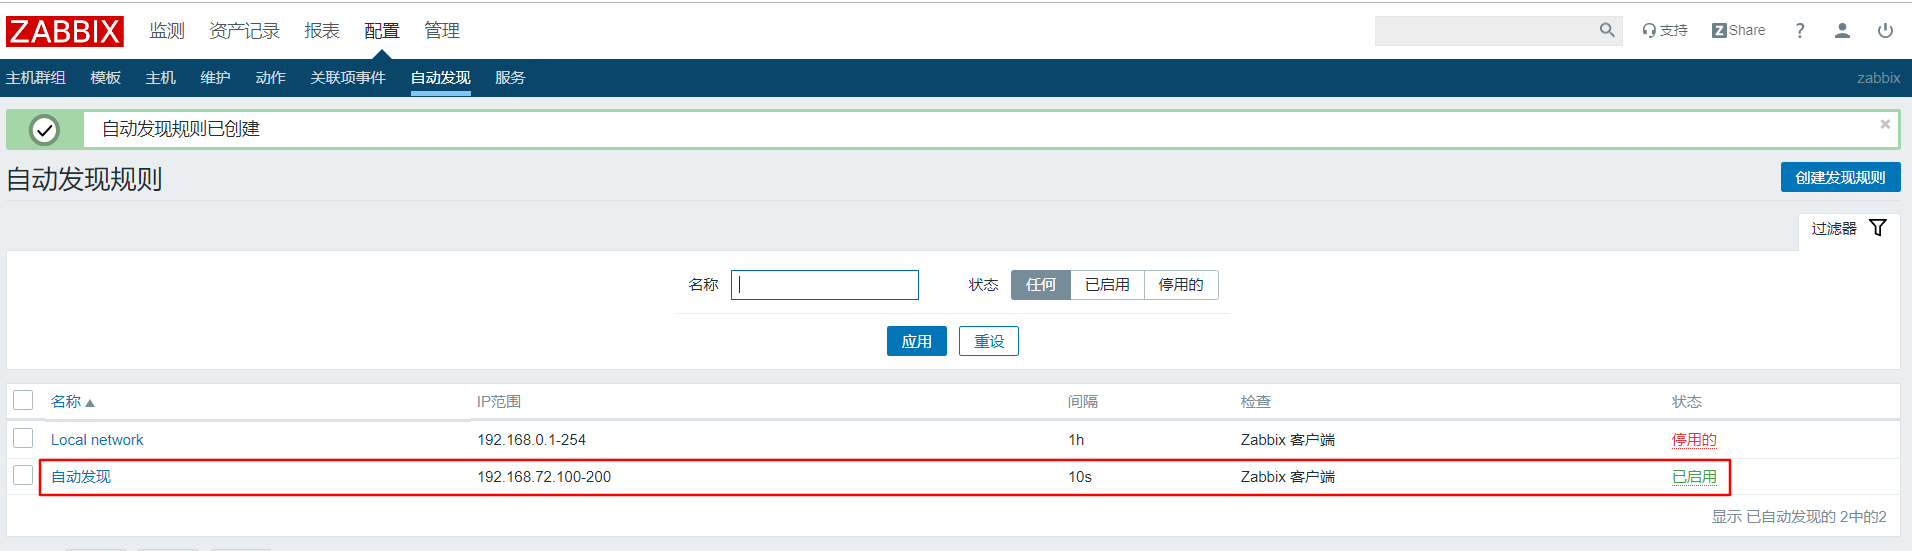 ZABBIX 监测 资产记录 报表 配置 管理 支持 Z Share ?
主机群组 模板 主机 维护 动作 关联项事件 自动发现 服务 zabbix
自动发现规则已创建
自动发现规则 创建发现规则
过滤器
名称 状态 任何 已启用 停用的
应用 重设
名称 IP范围 间隔 检查 状态
Local network 192.168.0.1-254 1h Zabbix 客户端 停用的
自动发现 192.168.72.100-200 10s Zabbix 客户端 已启用
显示 已自动发现的 2中的2